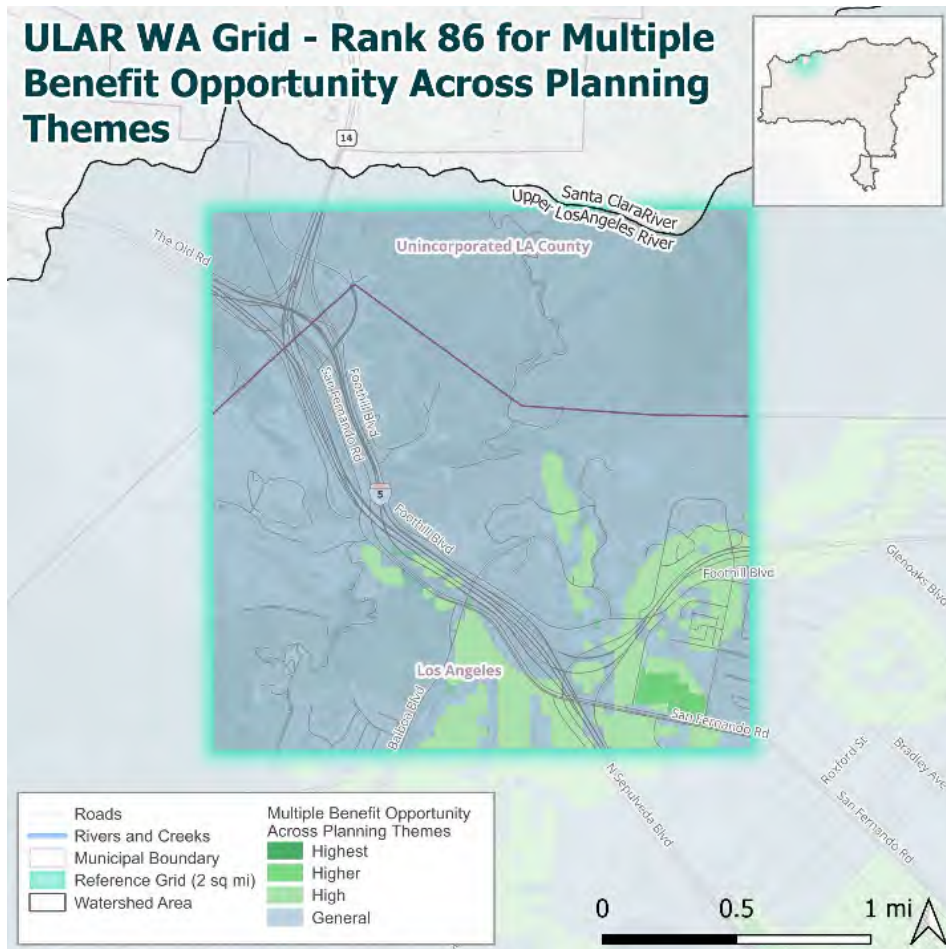 ULAR WA Grid - Rank 86 for Multiple
Benefit Opportunity Across Planning
Themes
14
Santa ClaraRiver
Upper LosAngeles River
Unincorporated LA County
The Old Rd
San Fernando Rd
Foothill Blvd
5
Foothill Blvd
Foothill Blvd
Glenoaks Blvd
Los Angeles
Balboa Blvd
San Fernando Rd
N Sepulveda Blvd
Roxford St
Bradley Ave
San Fernando Rd
Roads
Rivers and Creeks
Municipal Boundary
Reference Grid (2 sq mi)
Watershed Area
Multiple Benefit Opportunity
Across Planning Themes
Highest
Higher
High
General
0 0.5 1 mi